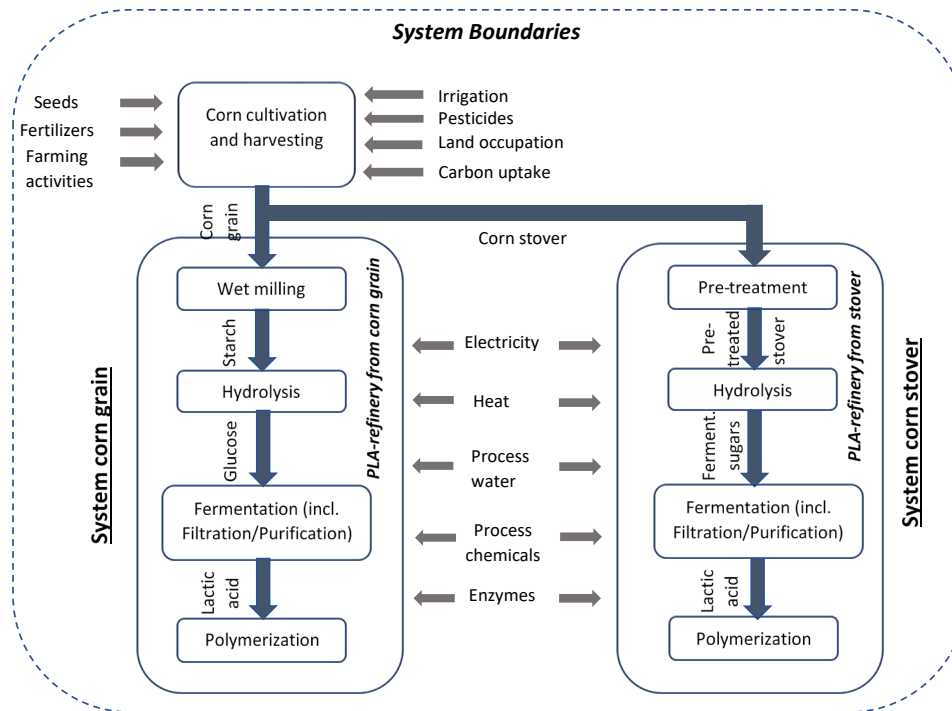 System Boundaries
Seeds
Fertilizers
Farming
activities
Corn cultivation
and harvesting
Irrigation
Pesticides
Land occupation
Carbon uptake
Corn
grain
Corn stover
System corn grain
PLA-refinery from corn grain
Wet milling
Starch
Hydrolysis
Glucose
Fermentation (incl.
Filtration/Purification)
Lactic
acid
Polymerization
Electricity
Heat
Process
water
Process
chemicals
Enzymes
Pre-treatment
Pre-
treated
stover
Hydrolysis
Ferment.
sugars
Fermentation (incl.
Filtration/Purification)
Lactic
acid
Polymerization
PLA-refinery from stover
System corn stover